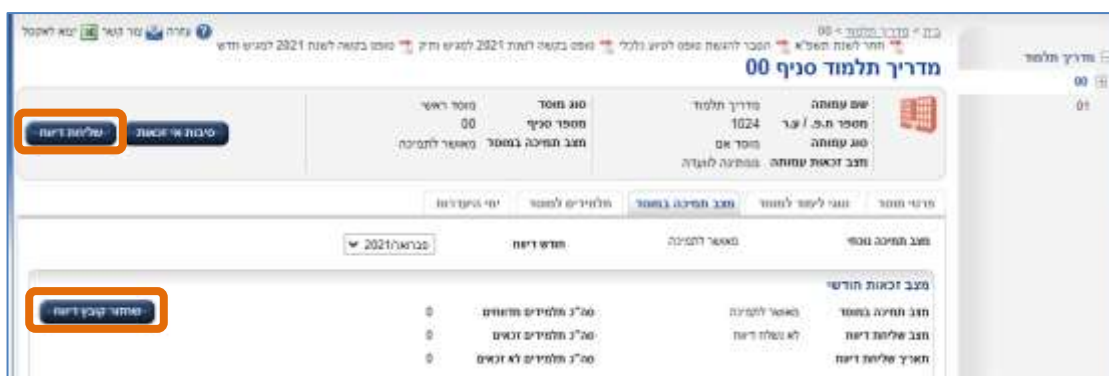 בית > מדריך תלמוד > 00
עזרה צור קשר יצא לאקסל
חוזר לשנת תשפ"א הסבר להגשת טופס לסיוע כלכלי טופס בקשה לשנת 2021 למגיש ותיק טופס בקשה לשנת 2021 למגיש חדש
מדריך תלמוד סניף 00
מדריך תלמוד
00
01
שם עמותה מדריך תלמוד סוג מוסד מוסד ראשי
מספר ח.פ. / ע.ר 1024 מספר סניף 00
סוג עמותה מוסד אם מצב תמיכה במוסד מאושר לתמיכה
מצב זכאות עמותה ממתינה לוועדה
סיבות אי זכאות שליחת דיווח
פרטי מוסד סוגי לימוד למוסד מצב תמיכה במוסד תלמידים למוסד ימי היעדרות
מצב תמיכה נוכחי מאושר לתמיכה חודש דיווח פברואר/2021
מצב זכאות חודשי
שחזור קובץ דיווח
מצב תמיכה במוסד מאושר לתמיכה סה"כ תלמידים מדווחים 0
מצב שליחת דיווח לא נשלח דיווח סה"כ תלמידים זכאים 0
תאריך שליחת דיווח סה"כ תלמידים לא זכאים 0